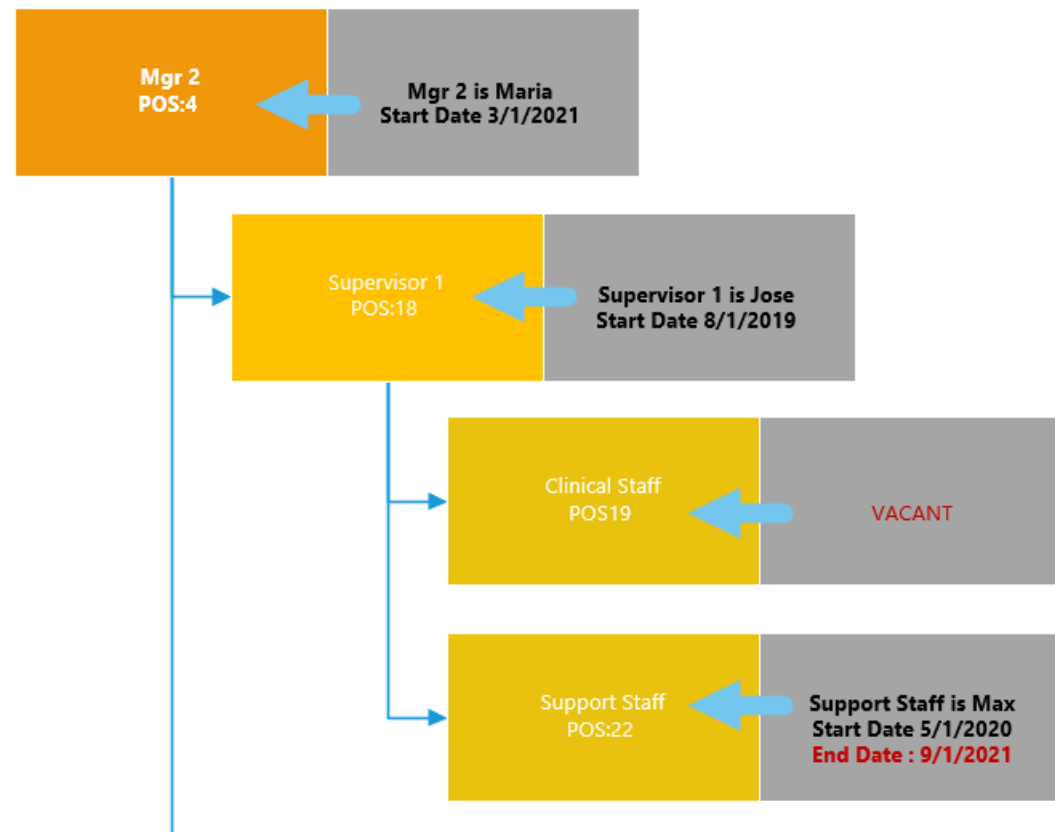 Mgr 2
POS:4
Mgr 2 is Maria
Start Date 3/1/2021
Supervisor 1
POS:18
Supervisor 1 is Jose
Start Date 8/1/2019
Clinical Staff
POS19
VACANT
Support Staff
POS:22
Support Staff is Max
Start Date 5/1/2020
End Date : 9/1/2021